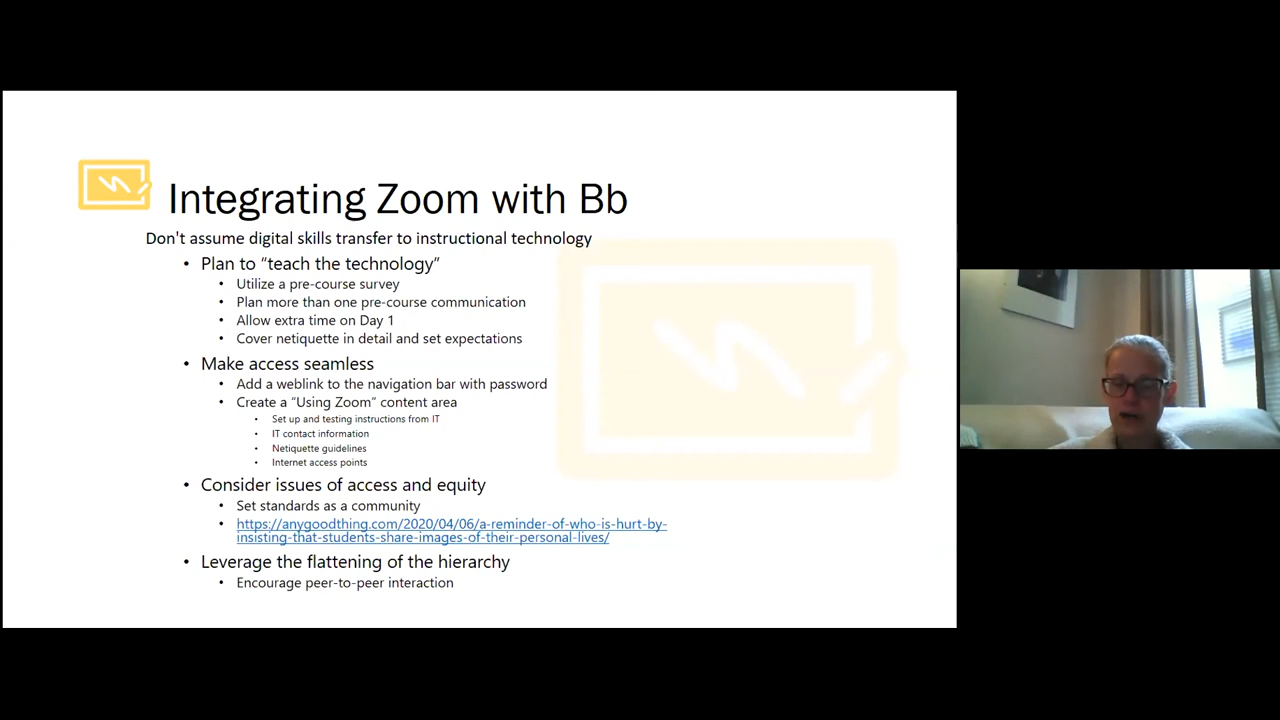 Integrating Zoom with Bb
Don't assume digital skills transfer to instructional technology
• Plan to “teach the technology”
• Utilize a pre-course survey
• Plan more than one pre-course communication
• Allow extra time on Day 1
• Cover netiquette in detail and set expectations
• Make access seamless
• Add a weblink to the navigation bar with password
• Create a “Using Zoom” content area
• Set up and testing instructions from IT
• IT contact information
• Netiquette guidelines
• Internet access points
• Consider issues of access and equity
• Set standards as a community
• https://anygoodthing.com/2020/04/06/a-reminder-of-who-is-hurt-by-
insisting-that-students-share-images-of-their-personal-lives/
• Leverage the flattening of the hierarchy
• Encourage peer-to-peer interaction